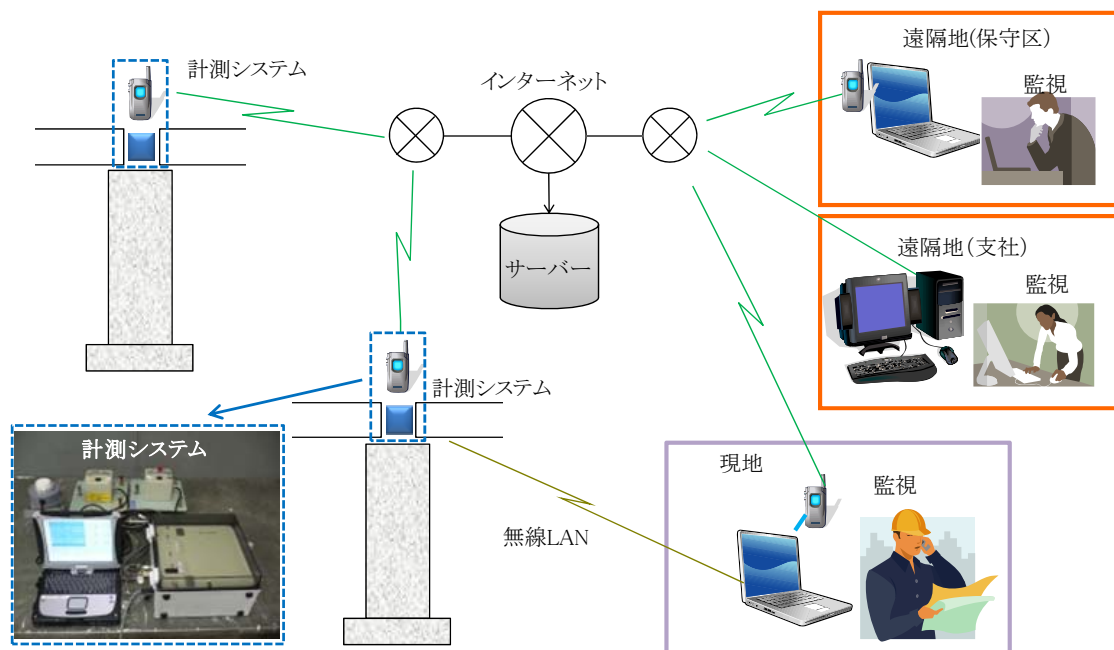 遠隔地(保守区)
計測システム
インターネット
監視
遠隔地(支社)
サーバー
監視
計測システム
計測システム
現地
監視
無線LAN